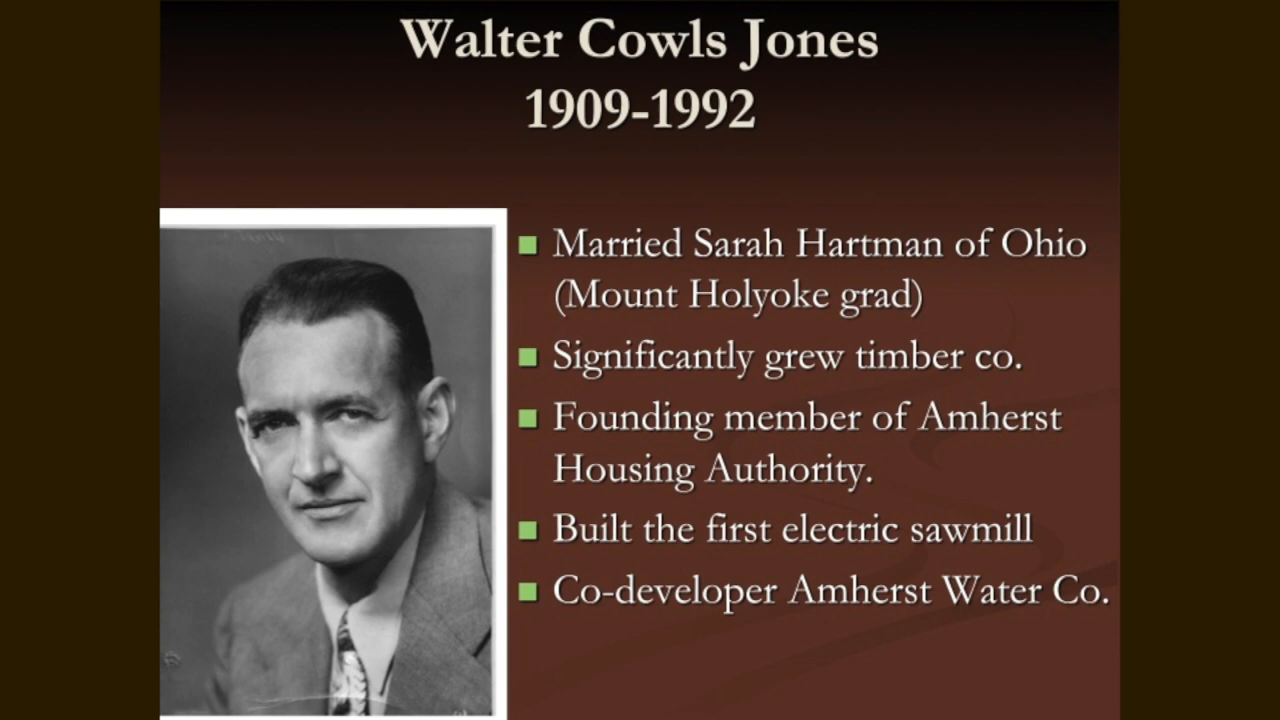 Walter Cowls Jones
1909-1992
Married Sarah Hartman of Ohio
(Mount Holyoke grad)
Significantly grew timber co.
Founding member of Amherst
Housing Authority.
Built the first electric sawmill
Co-developer Amherst Water Co.